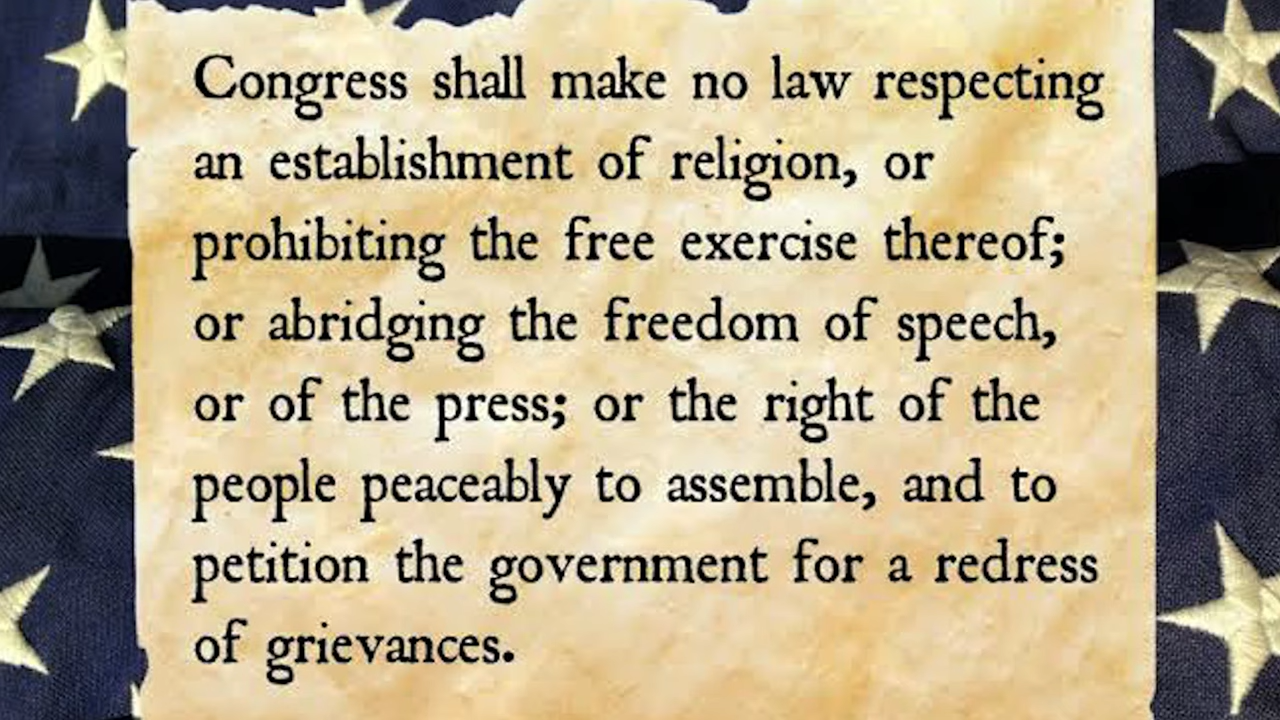 Congress shall make no law respecting
an establishment of religion, or
prohibiting the free exercise thereof;
or abridging the freedom of speech,
or of the press; or the right of the
people peaceably to assemble, and to
petition the government for a redress
of grievances.